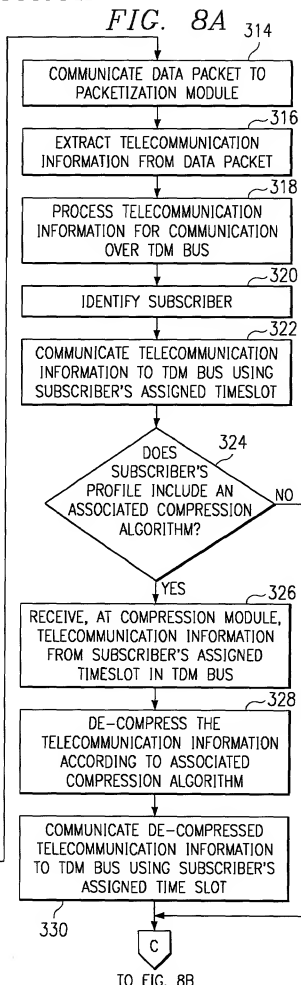 FIG. 8A
314
COMMUNICATE DATA PACKET TO
PACKETIZATION MODULE
316
EXTRACT TELECOMMUNICATION
INFORMATION FROM DATA PACKET
318
PROCESS TELECOMMUNICATION
INFORMATION FOR COMMUNICATION
OVER TDM BUS
320
IDENTIFY SUBSCRIBER
322
COMMUNICATE TELECOMMUNICATION
INFORMATION TO TDM BUS USING
SUBSCRIBER'S ASSIGNED TIMESLOT
324
DOES
SUBSCRIBER'S
PROFILE INCLUDE AN
ASSOCIATED COMPRESSION
ALGORITHM?
NO
YES
326
RECEIVE, AT COMPRESSION MODULE,
TELECOMMUNICATION INFORMATION
FROM SUBSCRIBER'S ASSIGNED
TIMESLOT IN TDM BUS
328
DE-COMPRESS THE
TELECOMMUNICATION INFORMATION
ACCORDING TO ASSOCIATED
COMPRESSION ALGORITHM
COMMUNICATE DE-COMPRESSED
TELECOMMUNICATION INFORMATION
TO TDM BUS USING SUBSCRIBER'S
ASSIGNED TIME SLOT
330
C
TO FIG. 8B